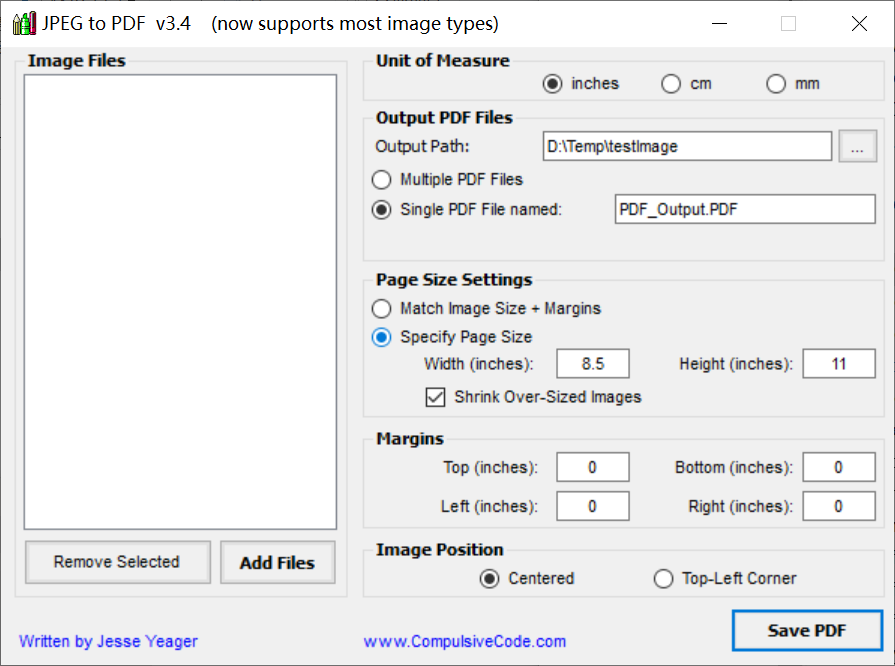 JPEG to PDF v3.4 (now supports most image types)
Image Files
Remove Selected
Add Files
Unit of Measure
inches cm mm
Output PDF Files
Output Path: D:\Temp\testImage ...
Multiple PDF Files
Single PDF File named: PDF_Output.PDF
Page Size Settings
Match Image Size + Margins
Specify Page Size
Width (inches): 8.5 Height (inches): 11
Shrink Over-Sized Images
Margins
Top (inches): 0 Bottom (inches): 0
Left (inches): 0 Right (inches): 0
Image Position
Centered Top-Left Corner
Written by Jesse Yeager
www.CompulsiveCode.com
Save PDF